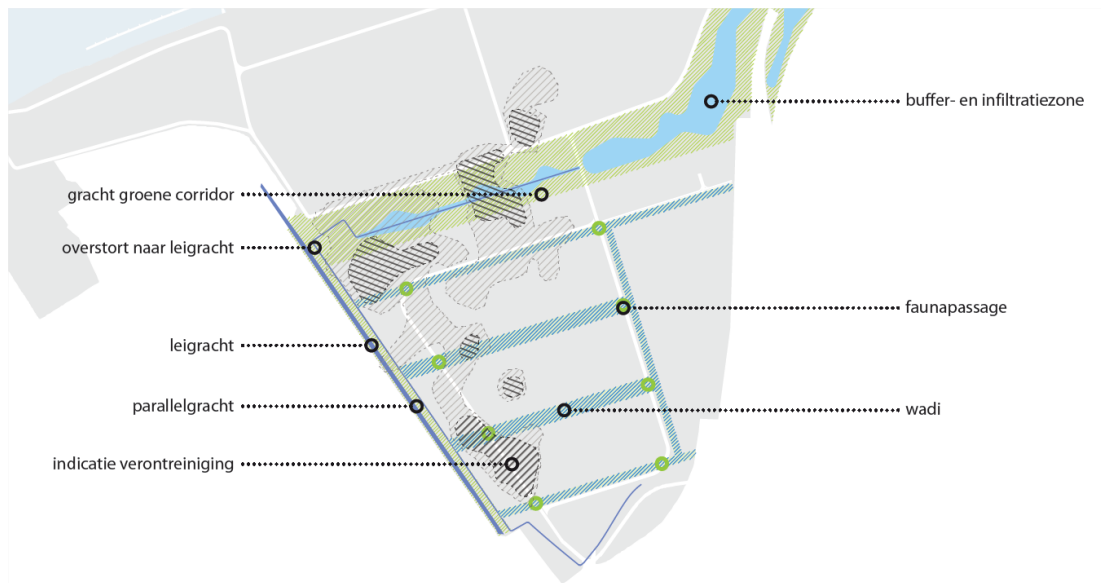 buffer- en infiltratiezone
gracht groene corridor
overstort naar leigracht
faunapassage
leigracht
parallelgracht
wadi
indicatie verontreiniging